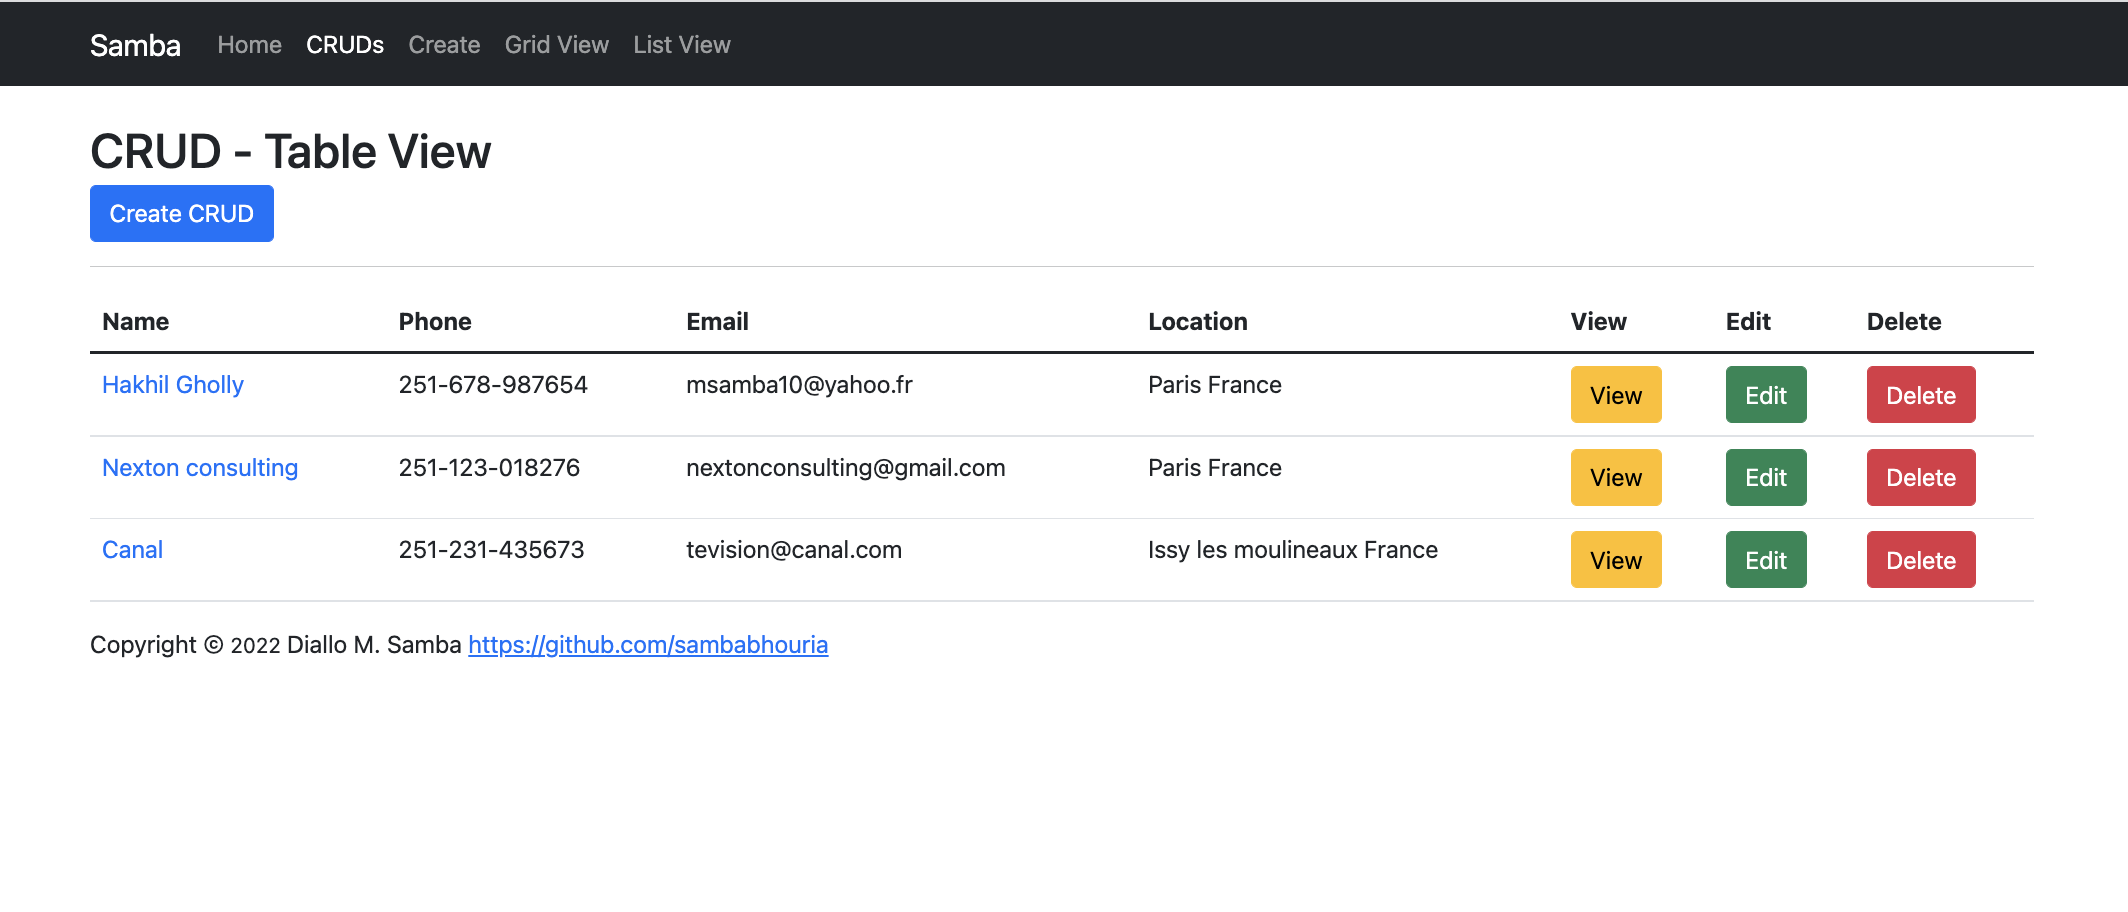 Samba Home CRUDs Create Grid View List View
CRUD - Table View
Create CRUD
Name Phone Email Location View Edit Delete
Hakhil Gholly 251-678-987654 msamba10@yahoo.fr Paris France View Edit Delete
Nexton consulting 251-123-018276 nextonconsulting@gmail.com Paris France View Edit Delete
Canal 251-231-435673 tevision@canal.com Issy les moulineaux France View Edit Delete
Copyright © 2022 Diallo M. Samba https://github.com/sambabhouria